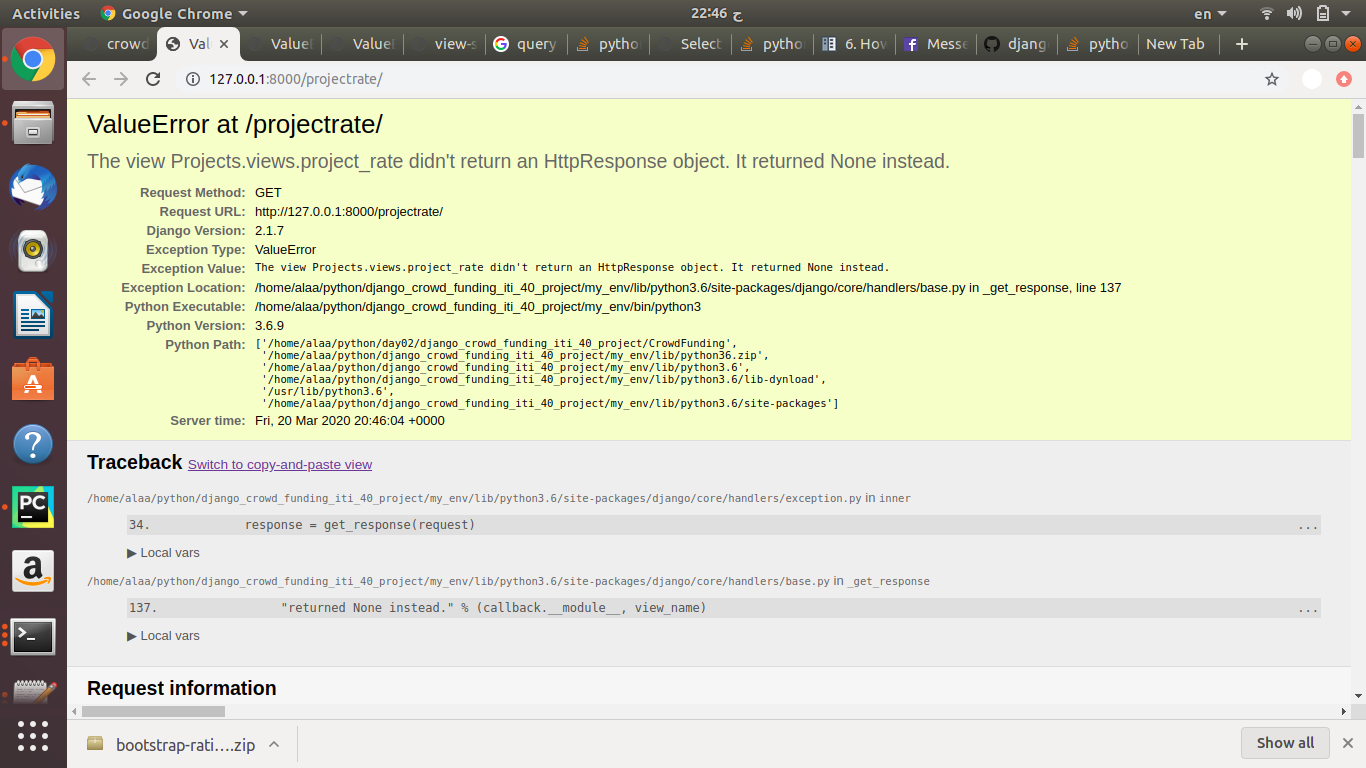 Activities
Google Chrome
22:46 ح
en
crowd
Val
ValueE
ValueE
view-s
query
pytho
Select
pytho
6. Hov
Messe
djang
pytho
New Tab
127.0.0.1:8000/projectrate/
ValueError at /projectrate/
The view Projects.views.project_rate didn't return an HttpResponse object. It returned None instead.
Request Method: GET
Request URL: http://127.0.0.1:8000/projectrate/
Django Version: 2.1.7
Exception Type: ValueError
Exception Value: The view Projects.views.project_rate didn't return an HttpResponse object. It returned None instead.
Exception Location: /home/alaa/python/django_crowd_funding_iti_40_project/my_env/lib/python3.6/site-packages/django/core/handlers/base.py in _get_response, line 137
Python Executable: /home/alaa/python/django_crowd_funding_iti_40_project/my_env/bin/python3
Python Version: 3.6.9
Python Path: ['/home/alaa/python/day02/django_crowd_funding_iti_40_project/CrowdFunding',
'/home/alaa/python/django_crowd_funding_iti_40_project/my_env/lib/python36.zip',
'/home/alaa/python/django_crowd_funding_iti_40_project/my_env/lib/python3.6',
'/home/alaa/python/django_crowd_funding_iti_40_project/my_env/lib/python3.6/lib-dynload',
'/usr/lib/python3.6',
'/home/alaa/python/django_crowd_funding_iti_40_project/my_env/lib/python3.6/site-packages']
Server time: Fri, 20 Mar 2020 20:46:04 +0000
Traceback Switch to copy-and-paste view
/home/alaa/python/django_crowd_funding_iti_40_project/my_env/lib/python3.6/site-packages/django/core/handlers/exception.py in inner
34. response = get_response(request) ...
▶ Local vars
/home/alaa/python/django_crowd_funding_iti_40_project/my_env/lib/python3.6/site-packages/django/core/handlers/base.py in _get_response
137. "returned None instead." % (callback.__module__, view_name) ...
▶ Local vars
Request information
bootstrap-rati....zip
Show all